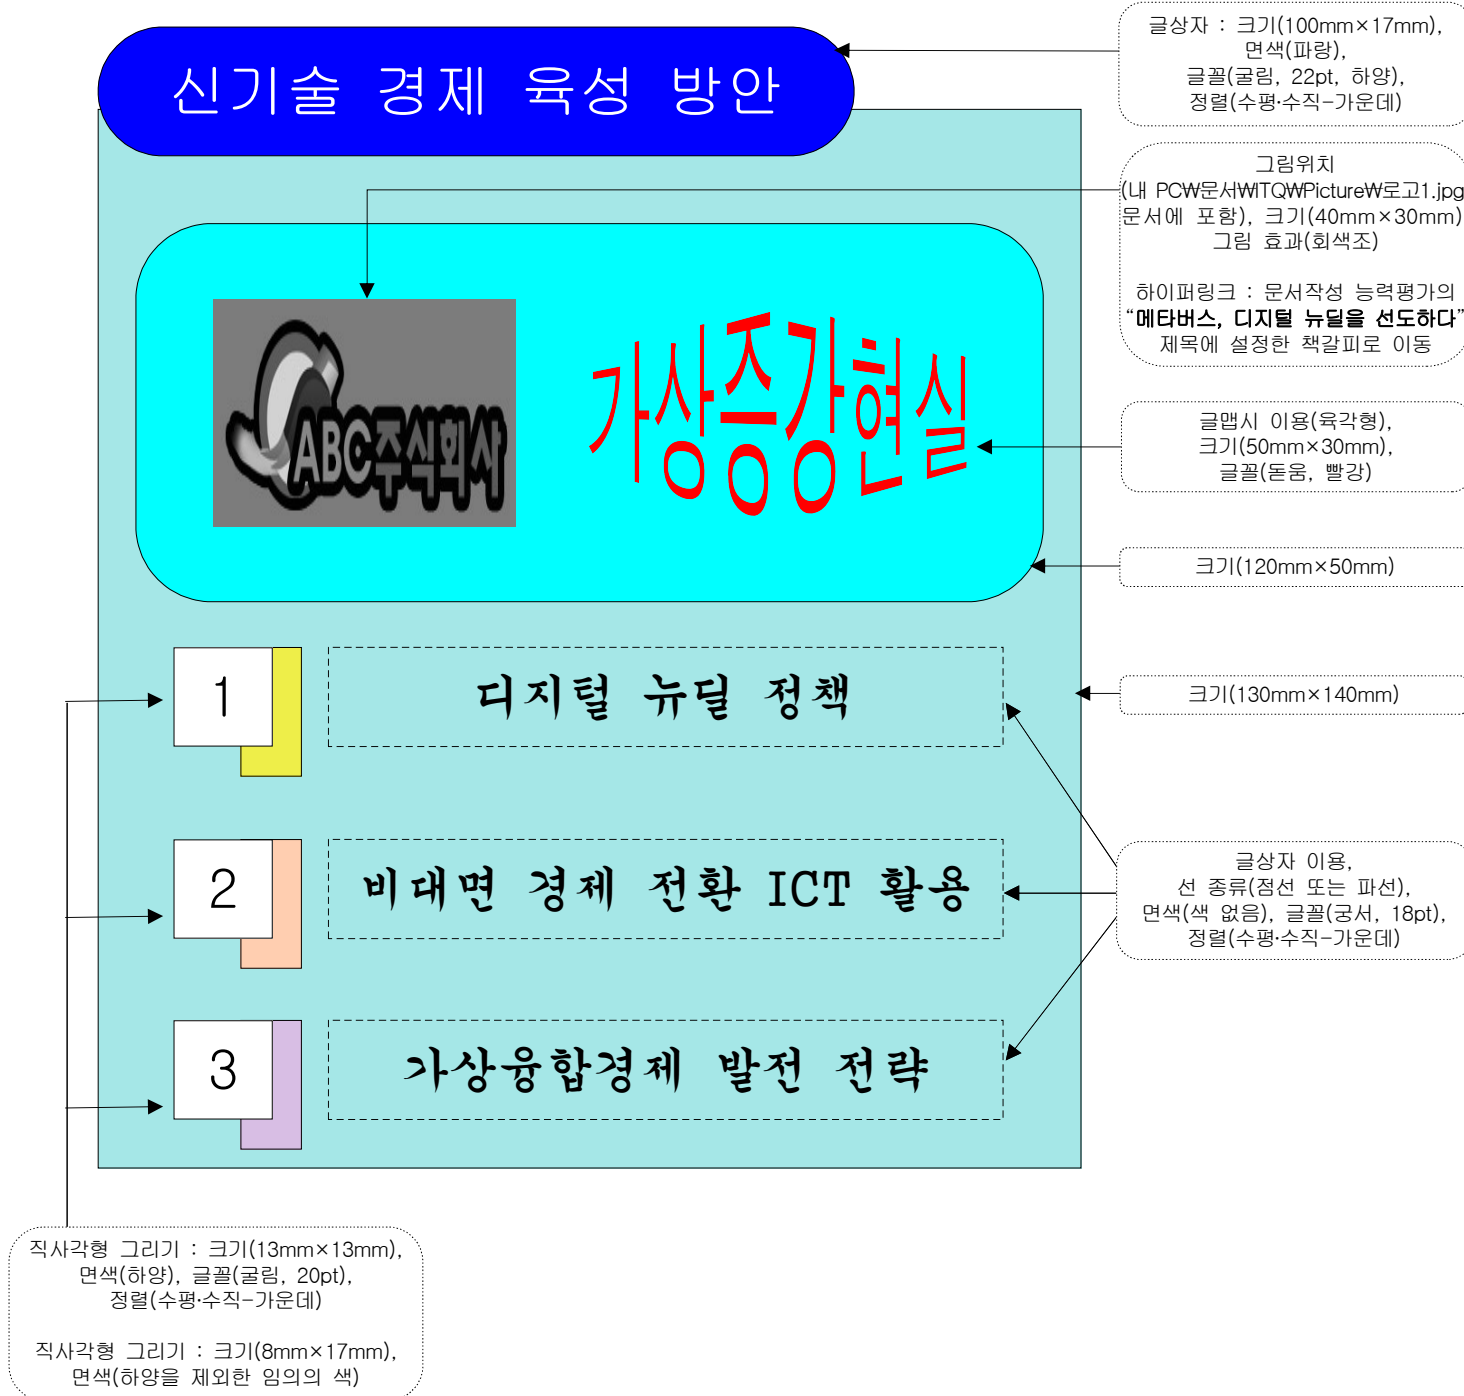 신기술 경제 육성 방안
글상자 : 크기(100mm×17mm),
면색(파랑),
글꼴(굴림, 22pt, 하양),
정렬(수평·수직-가운데)
그림위치
(내 PC₩문서₩ITQ₩Picture₩로고1.jpg
문서에 포함), 크기(40mm×30mm)
그림 효과(회색조)
하이퍼링크 : 문서작성 능력평가의
“메타버스, 디지털 뉴딜을 선도하다”
제목에 설정한 책갈피로 이동
ABC주식회사
가상증강현실
글맵시 이용(육각형),
크기(50mm×30mm),
글꼴(돋움, 빨강)
크기(120mm×50mm)
1 디지털 뉴딜 정책
크기(130mm×140mm)
2 비대면 경제 전환 ICT 활용
글상자 이용,
선 종류(점선 또는 파선),
면색(색 없음), 글꼴(궁서, 18pt),
정렬(수평·수직-가운데)
3 가상융합경제 발전 전략
직사각형 그리기 : 크기(13mm×13mm),
면색(하양), 글꼴(굴림, 20pt),
정렬(수평·수직-가운데)
직사각형 그리기 : 크기(8mm×17mm),
면색(하양을 제외한 임의의 색)